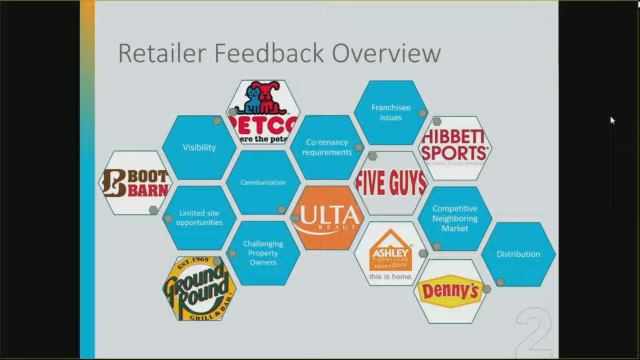 Retailer Feedback Overview
PETCO
where the pets
Franchisee
issues
Visibility
Co-tenancy
requirements
HIBBETT
SPORTS
BOOT
BARN
Cannibalization
FIVE GUYS
Limited site
opportunities
ULTA
BEAUTY
Competitive
Neighboring
Market
Challenging
Property
Owners
ASHLEY
FURNITURE
HomeStore
this is home.
Distribution
EST. 1969
Ground
Round
GRILL & BAR
Denny's
2